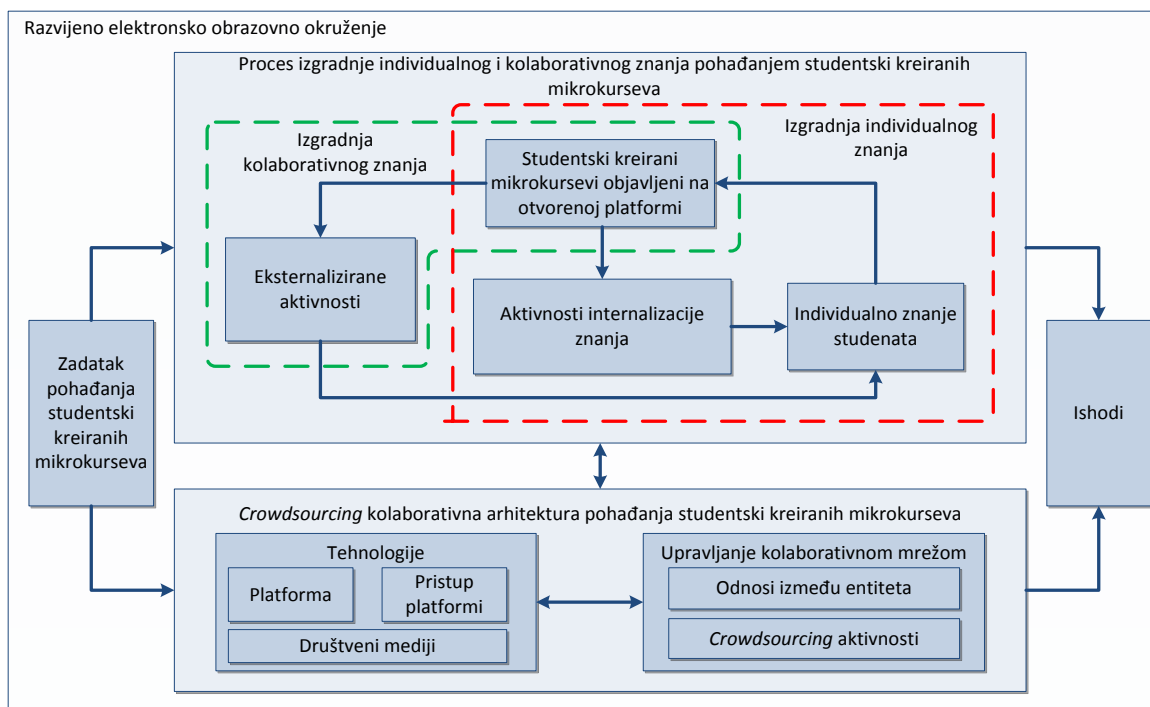 Razvijeno elektronsko obrazovno okruženje
Proces izgradnje individualnog i kolaborativnog znanja pohađanjem studentski kreiranih
mikrokurseva
Izgradnja
kolaborativnog znanja
Izgradnja individualnog
znanja
Studentski kreirani
mikrokursevi objavljeni na
otvorenoj platformi
Eksternalizirane
aktivnosti
Aktivnosti internalizacije
znanja
Individualno znanje
studenata
Zadatak
pohađanja
studentski
kreiranih
mikrokurseva
Ishodi
Crowdsourcing kolaborativna arhitektura pohađanja studentski kreiranih mikrokurseva
Tehnologije
Platforma
Pristup
platformi
Društveni mediji
Upravljanje kolaborativnom mrežom
Odnosi između entiteta
Crowdsourcing aktivnosti